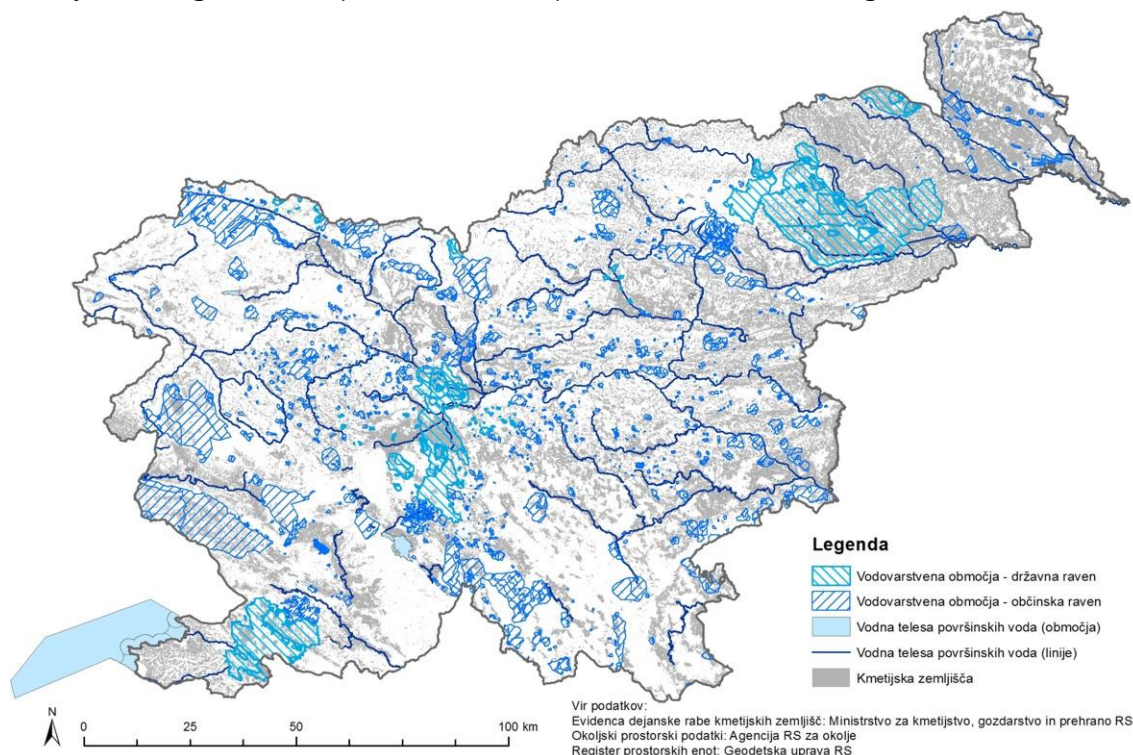 Legenda
Vodovarstvena območja - državna raven
Vodovarstvena območja - občinska raven
Vodna telesa površinskih voda (območja)
Vodna telesa površinskih voda (linije)
Kmetijska zemljišča
N
0 25 50 100 km
Vir podatkov:
Evidenca dejanske rabe kmetijskih zemljišč: Ministrstvo za kmetijstvo, gozdarstvo in prehrano RS
Okoljski prostorski podatki: Agencija RS za okolje
Register prostorskih enot: Geodetska uprava RS